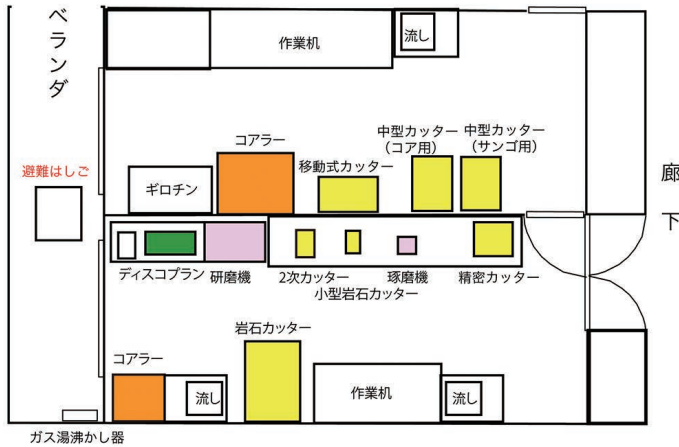 ベランダ
作業机
流し
コアラー
中型カッター
（コア用）
中型カッター
（サンゴ用）
移動式カッター
避難はしご
ギロチン
廊下
ディスコプラン
研磨機
2次カッター
小型岩石カッター
琢磨機
精密カッター
岩石カッター
コアラー
流し
作業机
流し
ガス湯沸かし器